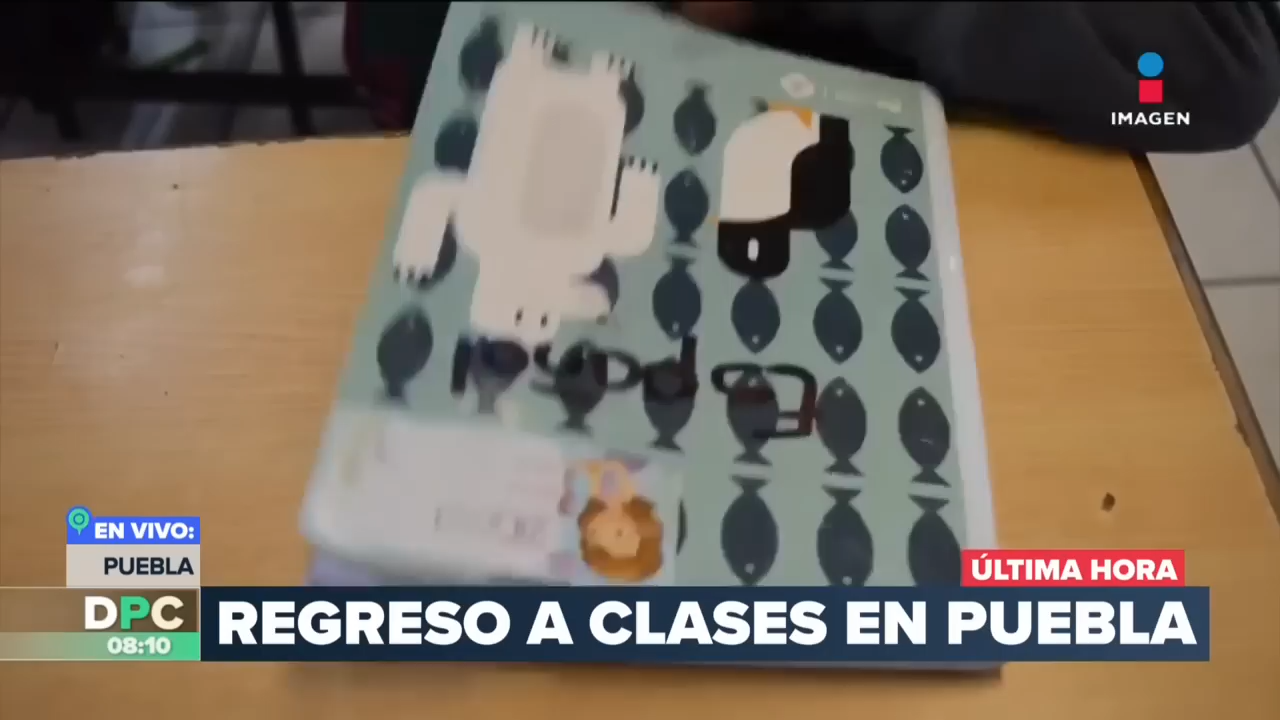 IMAGEN
EN VIVO:
PUEBLA
ÚLTIMA HORA
DPC
08:10
REGRESO A CLASES EN PUEBLA